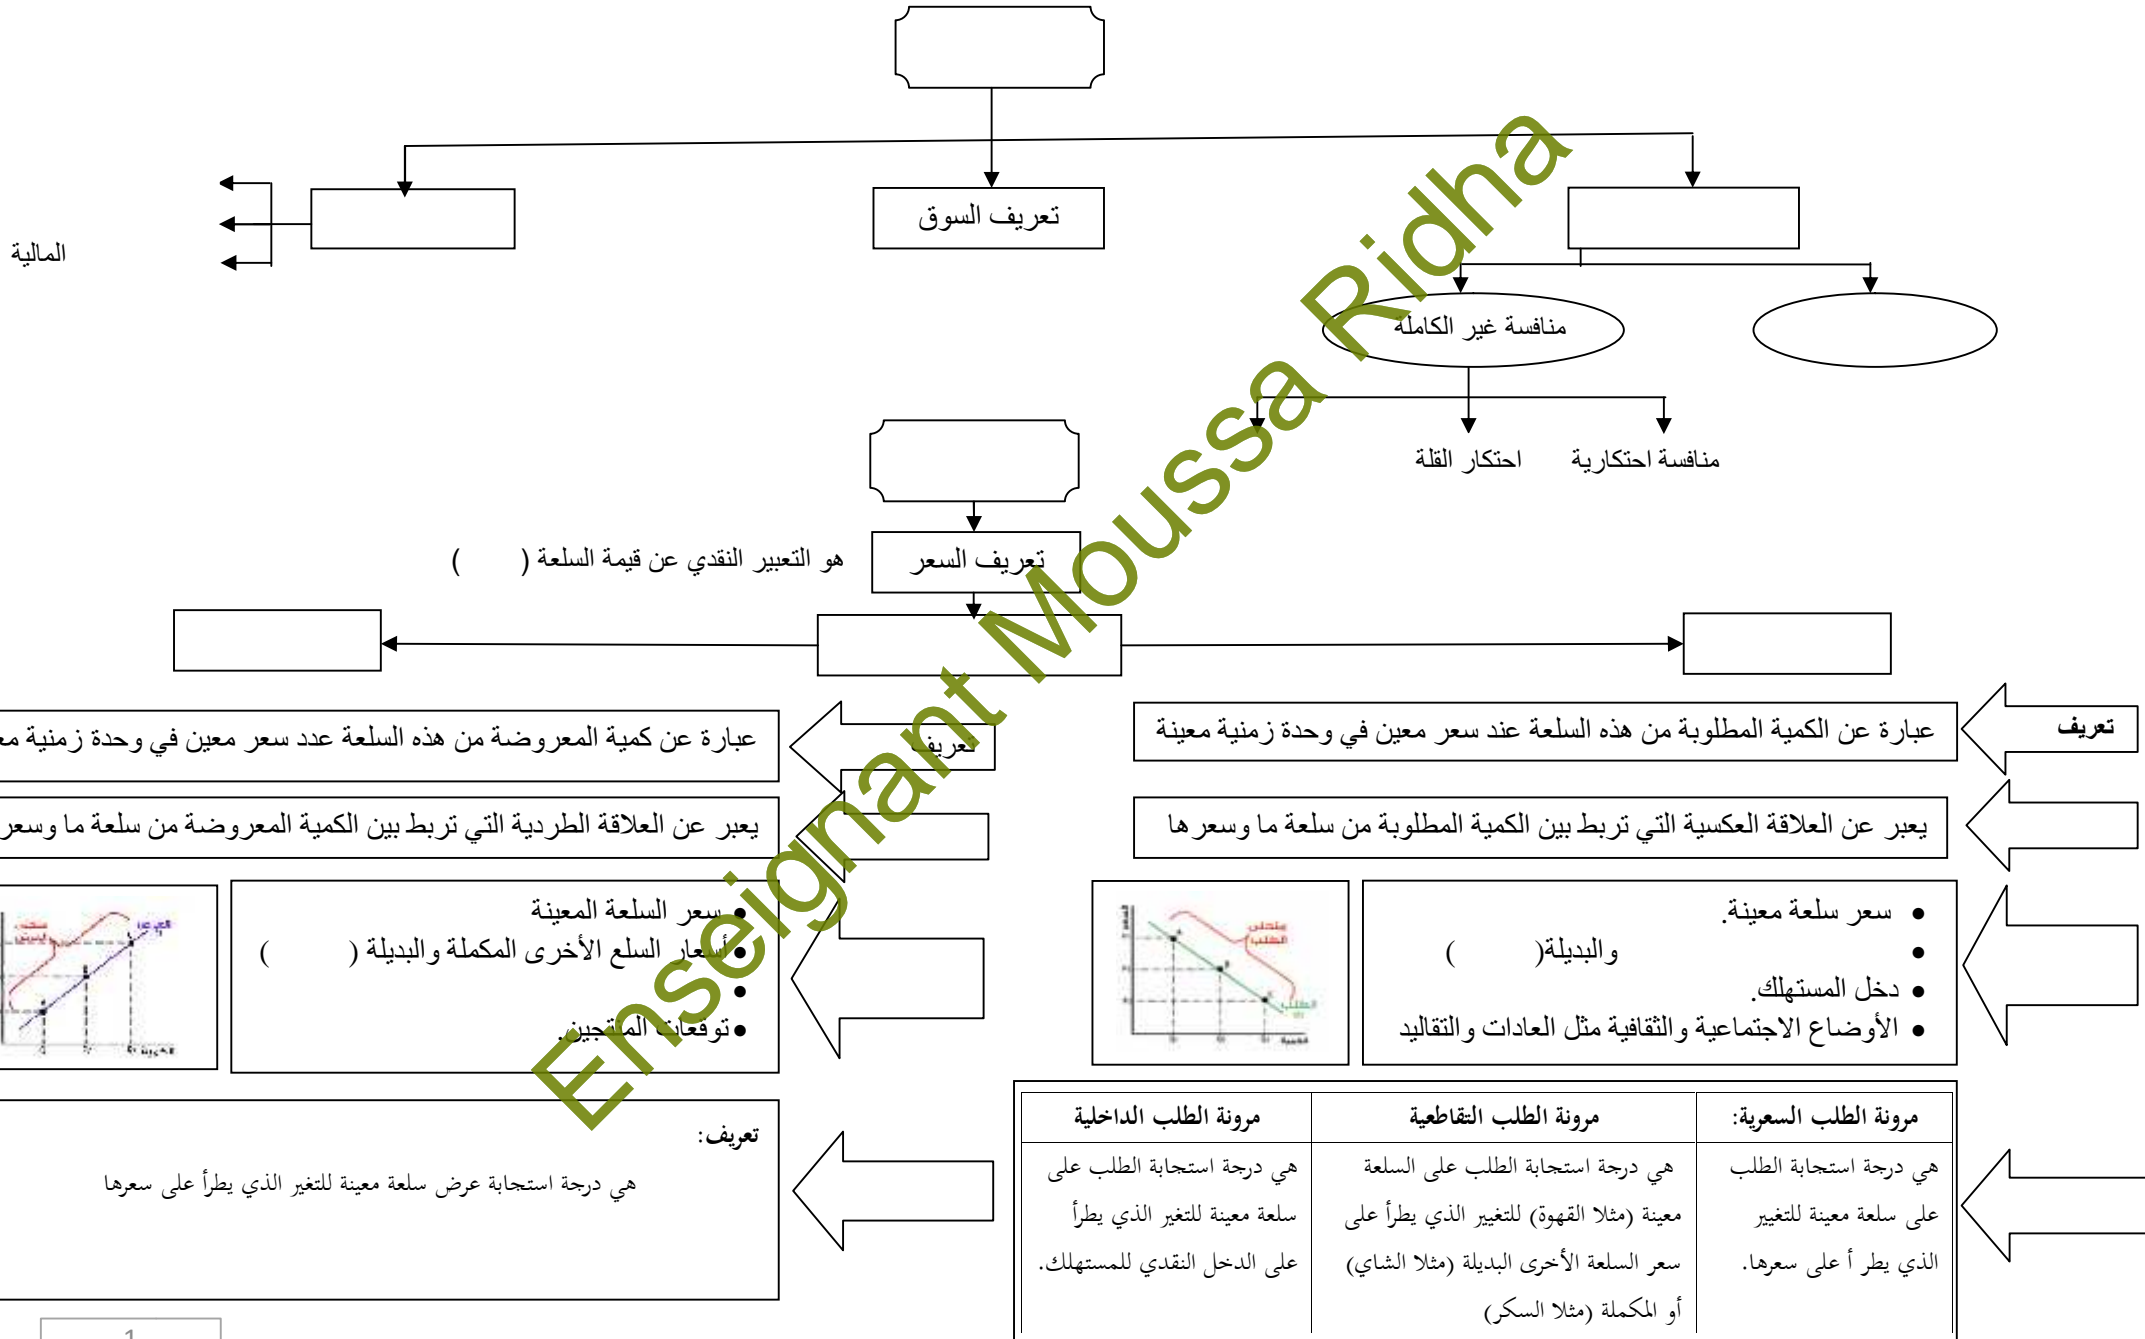 تعريف السوق
المالية
منافسة غير الكاملة
منافسة احتكارية
احتكار القلة
تعريف السعر
هو التعبير النقدي عن قيمة السلعة ( )
تعريف
عبارة عن الكمية المطلوبة من هذه السلعة عند سعر معين في وحدة زمنية معينة
تعريف
عبارة عن كمية المعروضة من هذه السلعة عدد سعر معين في وحدة زمنية
يعبر عن العلاقة العكسية التي تربط بين الكمية المطلوبة من سلعة ما وسعرها
يعبر عن العلاقة الطردية التي تربط بين الكمية المعروضة من سلعة ما وسعر
• سعر سلعة معينة.
• والبديلة( )
• دخل المستهلك.
• الأوضاع الاجتماعية والثقافية مثل العادات والتقاليد
منحنى
الطلب
الطلب
• سعر السلعة المعينة
• أسعار السلع الأخرى المكملة والبديلة ( )
•
• توقعات المنتجين.
مرونة الطلب السعرية:
هي درجة استجابة الطلب
على سلعة معينة للتغيير
الذي يطر أ على سعرها.
مرونة الطلب التقاطعية
هي درجة استجابة الطلب على السلعة
معينة (مثلا القهوة) للتغيير الذي يطرأ على
سعر السلعة الأخرى البديلة (مثلا الشاي)
أو المكملة (مثلا السكر)
مرونة الطلب الداخلية
هي درجة استجابة الطلب على
سلعة معينة للتغير الذي يطرأ
على الدخل النقدي للمستهلك.
تعريف:
هي درجة استجابة عرض سلعة معينة للتغير الذي يطرأ على سعرها
Enseignant Moussa Ridha
1